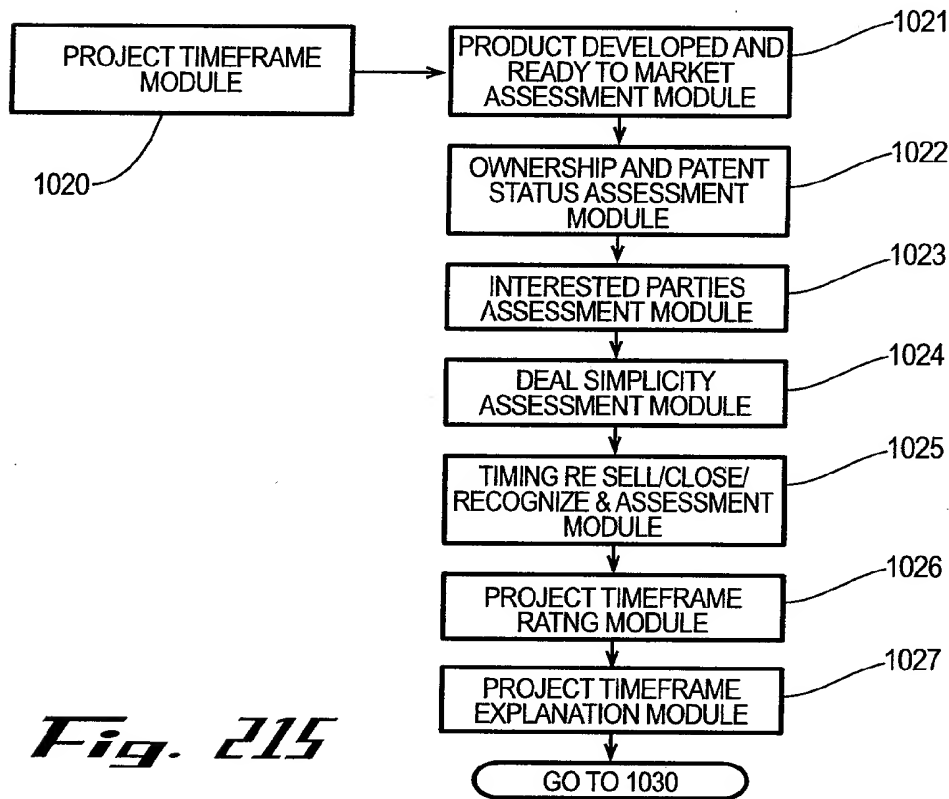 PROJECT TIMEFRAME
MODULE
1020
PRODUCT DEVELOPED AND
READY TO MARKET
ASSESSMENT MODULE
1021
OWNERSHIP AND PATENT
STATUS ASSESSMENT
MODULE
1022
INTERESTED PARTIES
ASSESSMENT MODULE
1023
DEAL SIMPLICITY
ASSESSMENT MODULE
1024
TIMING RE SELL/CLOSE/
RECOGNIZE & ASSESSMENT
MODULE
1025
PROJECT TIMEFRAME
RATNG MODULE
1026
PROJECT TIMEFRAME
EXPLANATION MODULE
1027
GO TO 1030
Fig. 21S